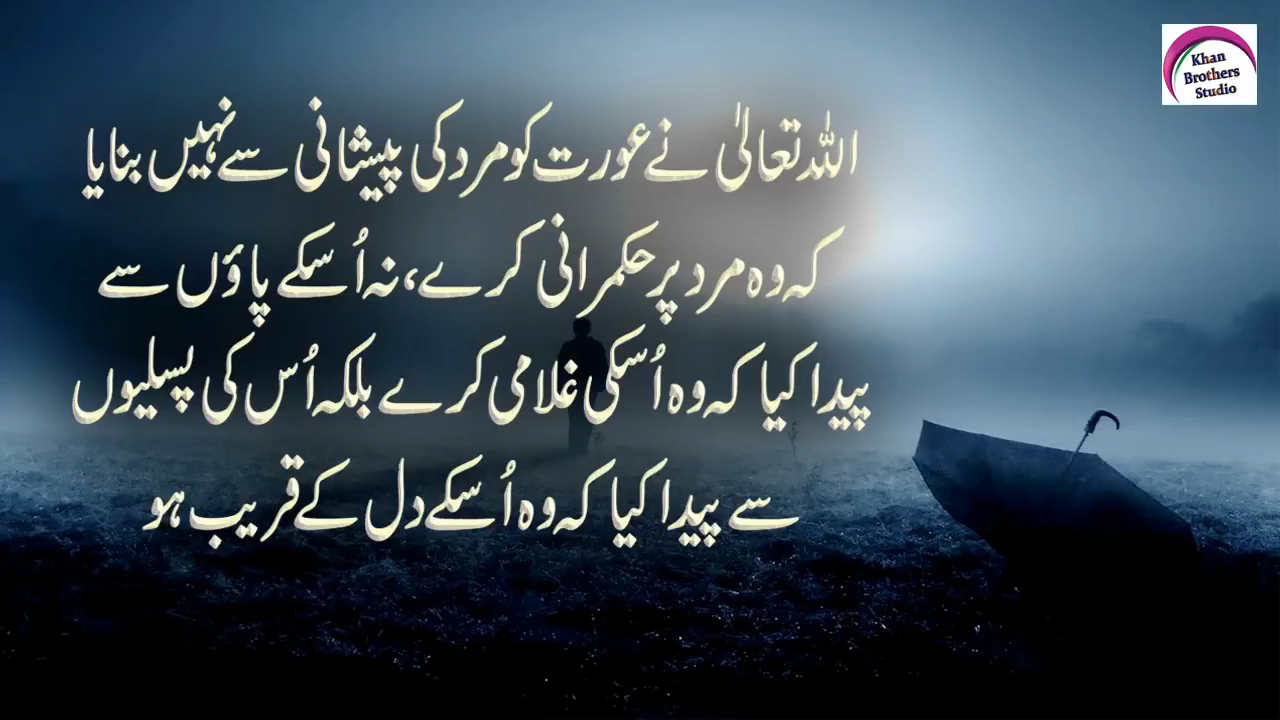 Khan
Brothers
Studio
اللہ تعالیٰ نے عورت کو مرد کی پیشانی سے نہیں بنایا
کہ وہ مرد پر حکمرانی کرے، نہ اُسکے پاؤں سے
پیدا کیا کہ وہ اُسکی غلامی کرے بلکہ اُس کی پسلیوں
سے پیدا کیا کہ وہ اُسکے دل کے قریب ہو